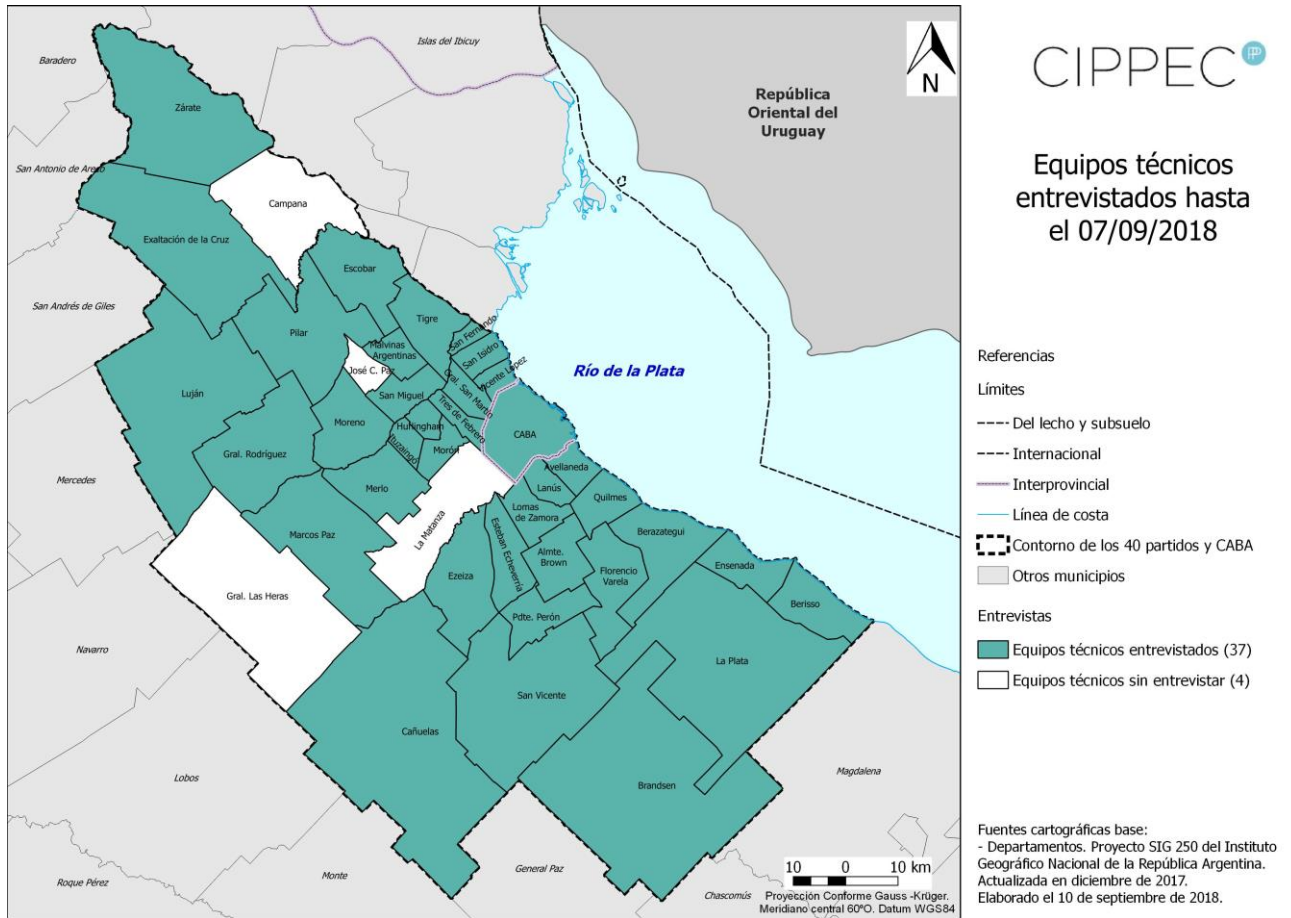 Islas del Ibicuy
Baradero
República
Oriental del
Uruguay
N
Zárate
San Antonio de Areco
Campana
Exaltación de la Cruz
San Andrés de Giles
Escobar
Tigre
Pilar
San Fernando
San Isidro
Malvinas
Argentinas
José C. Paz
Vicente López
Gral. San Martín
Río de la Plata
Luján
San Miguel
Tres de Febrero
Moreno
Hurlingham
Ituzaingó
Morón
CABA
Gral. Rodríguez
Mercedes
Merlo
Avellaneda
Lanús
Quilmes
Lomas
de Zamora
La Matanza
Marcos Paz
Esteban Echeverría
Berazategui
Almte.
Brown
Florencio
Varela
Ezeiza
Ensenada
Berisso
Gral. Las Heras
Pdte. Perón
Navarro
La Plata
San Vicente
Cañuelas
Lobos
Brandsen
Magdalena
Roque Pérez
Monte
General Paz
Chascomús
10 0 10 km
Proyección Conforme Gauss -Krüger.
Meridiano central 60ºO. Datum WGS84
CIPPEC
PP
Equipos técnicos
entrevistados hasta
el 07/09/2018
Referencias
Límites
Del lecho y subsuelo
Internacional
Interprovincial
Línea de costa
Contorno de los 40 partidos y CABA
Otros municipios
Entrevistas
Equipos técnicos entrevistados (37)
Equipos técnicos sin entrevistar (4)
Fuentes cartográficas base:
- Departamentos. Proyecto SIG 250 del Instituto
Geográfico Nacional de la República Argentina.
Actualizada en diciembre de 2017.
Elaborado el 10 de septiembre de 2018.